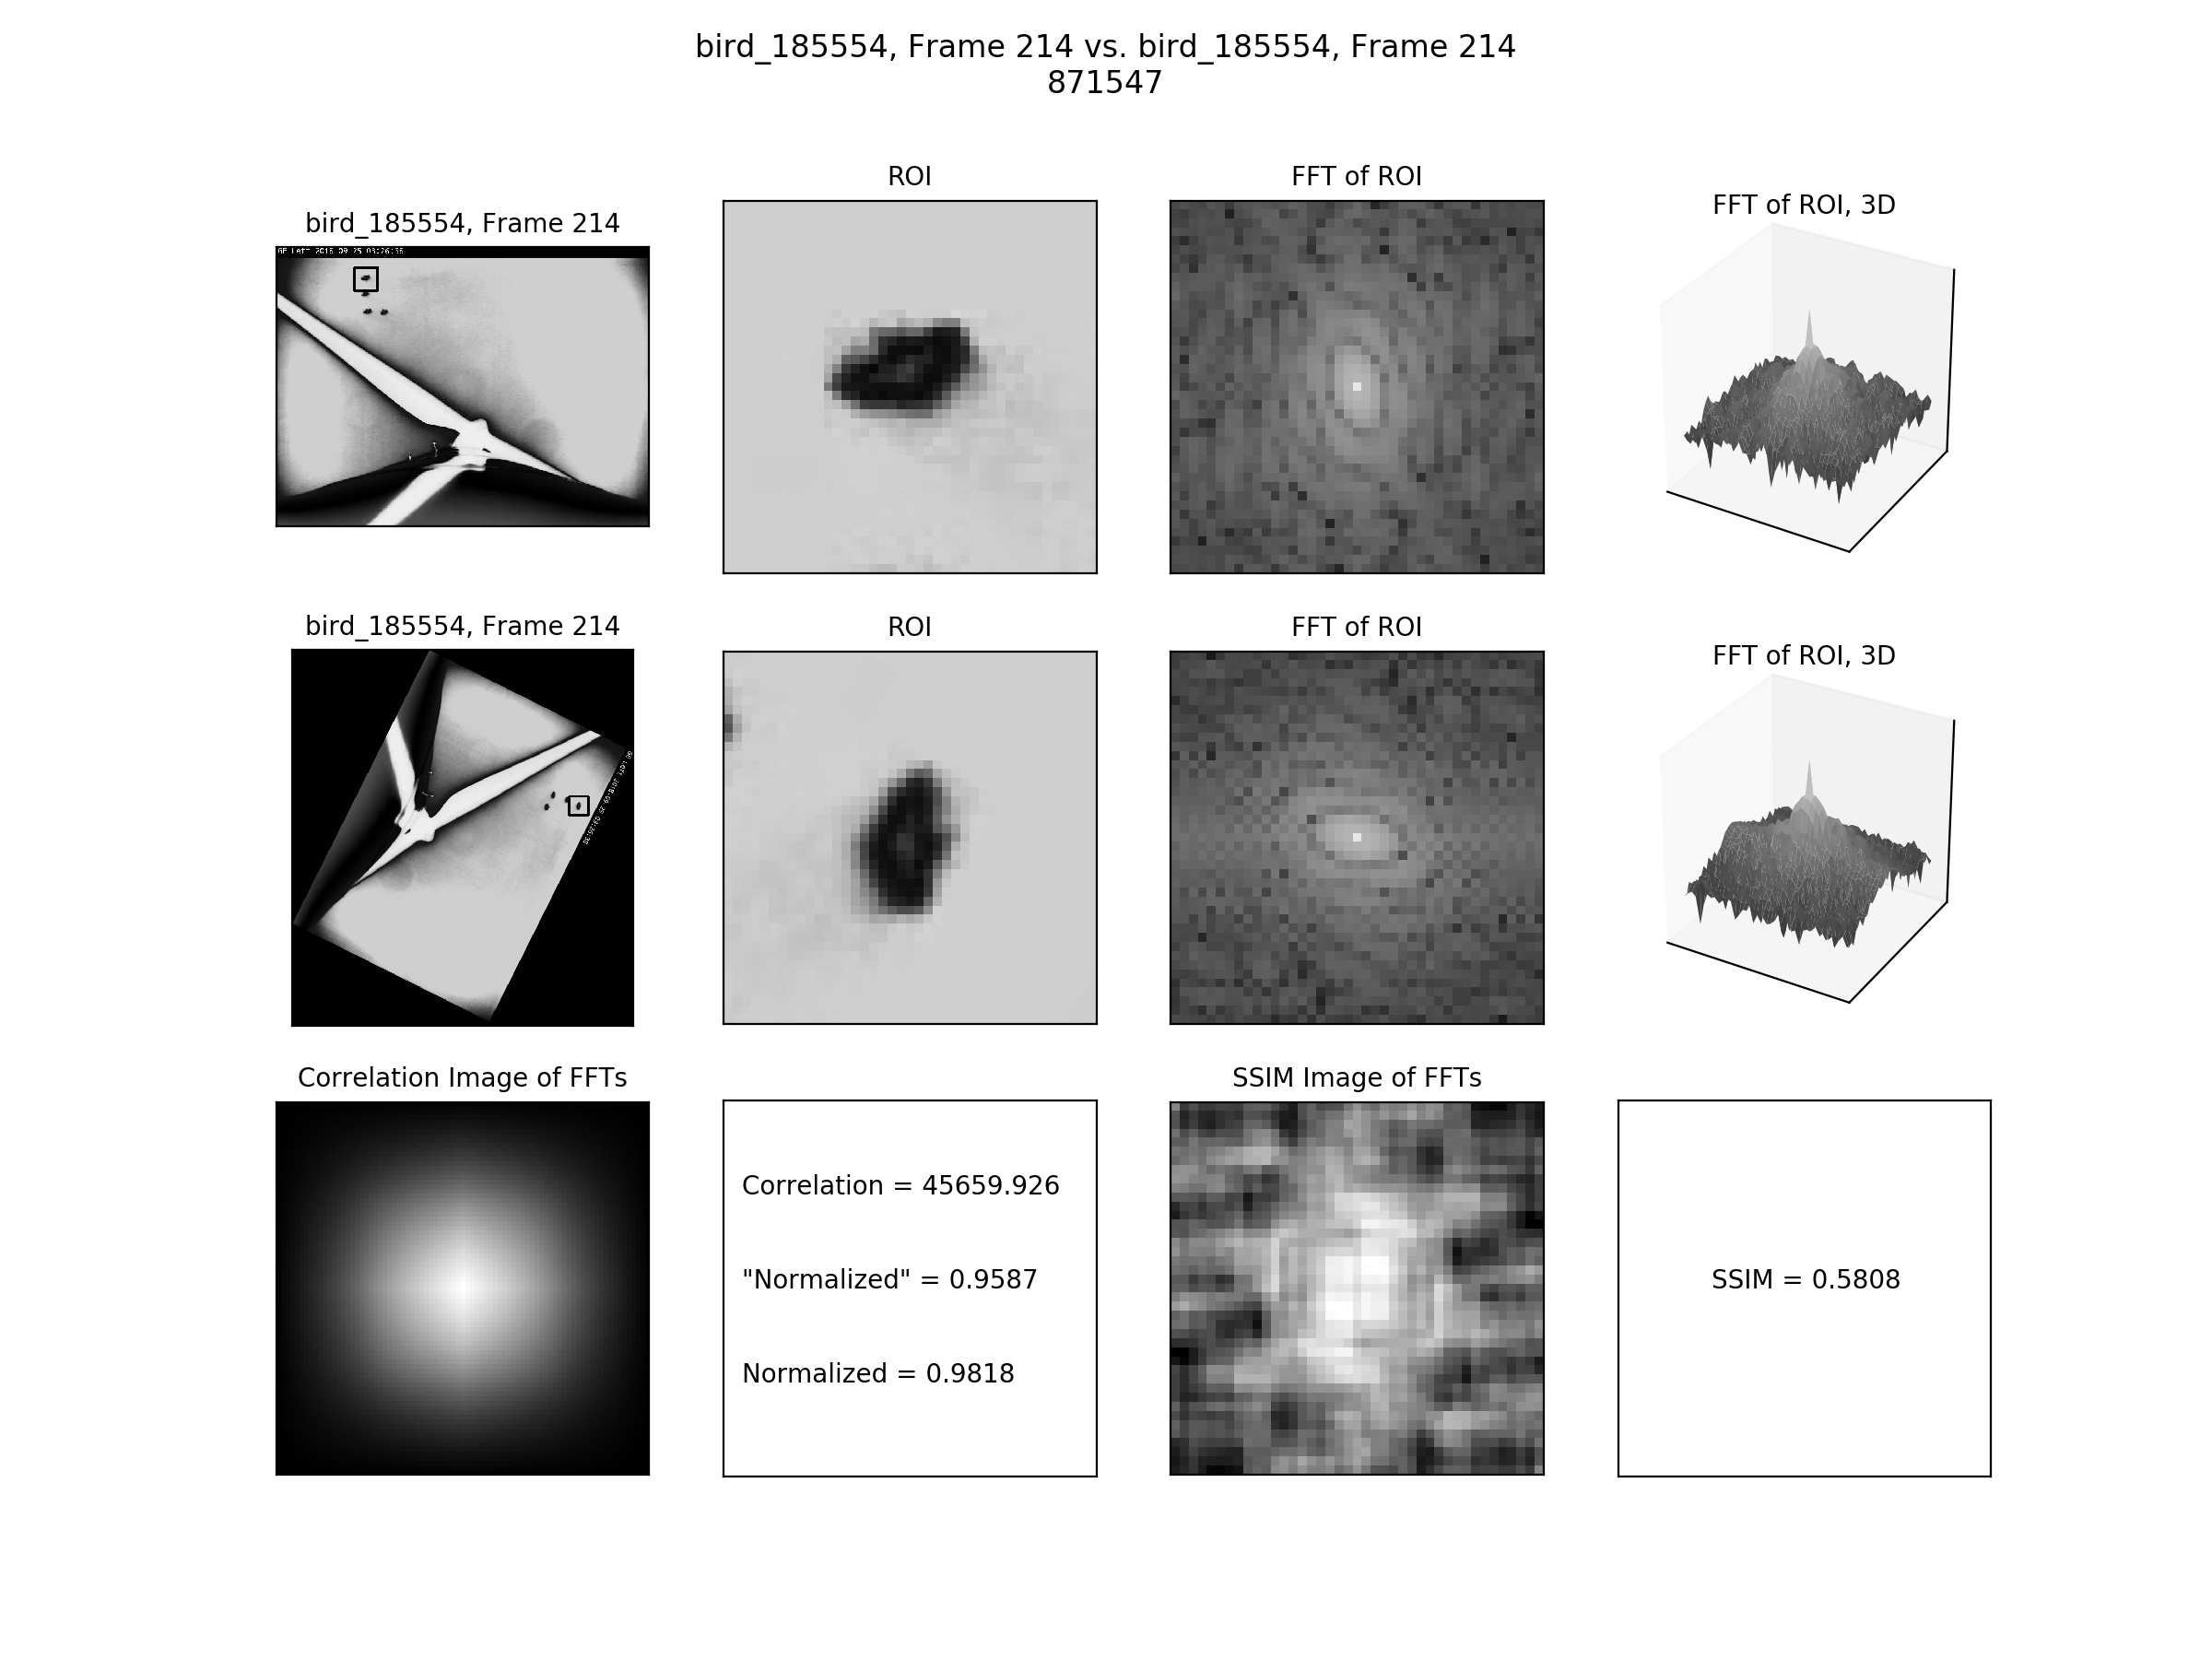 bird_185554, Frame 214 vs. bird_185554, Frame 214
871547
bird_185554, Frame 214
ROI
FFT of ROI
FFT of ROI, 3D
bird_185554, Frame 214
ROI
FFT of ROI
FFT of ROI, 3D
Correlation Image of FFTs
Correlation = 45659.926
"Normalized" = 0.9587
Normalized = 0.9818
SSIM Image of FFTs
SSIM = 0.5808